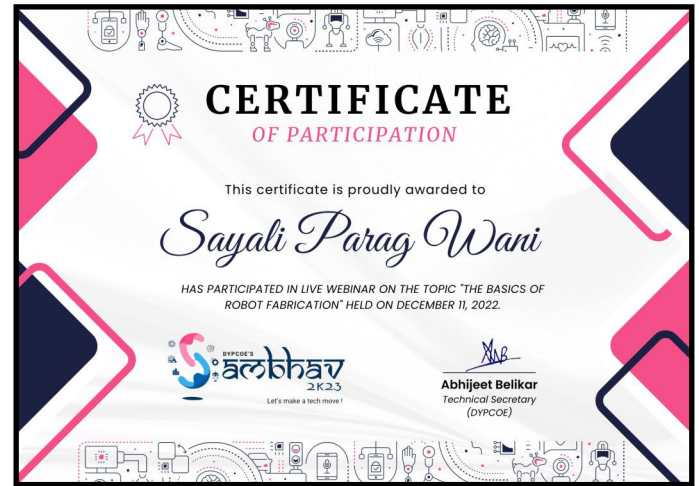 CERTIFICATE
OF PARTICIPATION
This certificate is proudly awarded to
Sayali Parag Wani
HAS PARTICIPATED IN LIVE WEBINAR ON THE TOPIC "THE BASICS OF
ROBOT FABRICATION" HELD ON DECEMBER 11, 2022.
DYPCOE'S
Sambhav
2K23
Let's make a tech move !
Abhijeet Belikar
Technical Secretary
(DYPCOE)